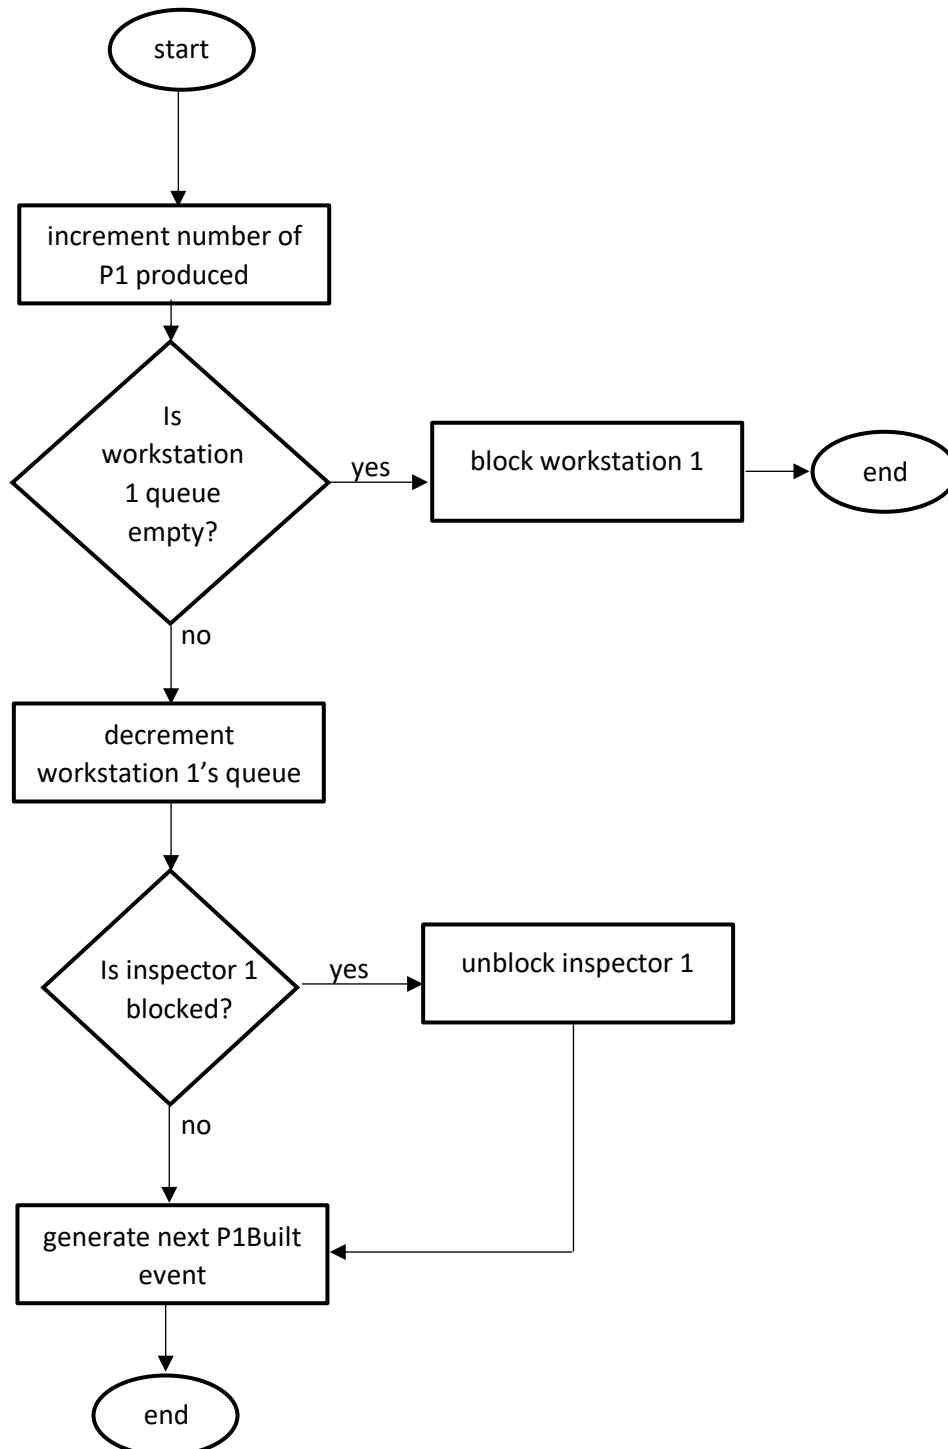 start
increment number of
P1 produced
Is
workstation
1 queue
empty?
yes
block workstation 1
end
no
decrement
workstation 1’s queue
Is inspector 1
blocked?
yes
unblock inspector 1
no
generate next P1Built
event
end